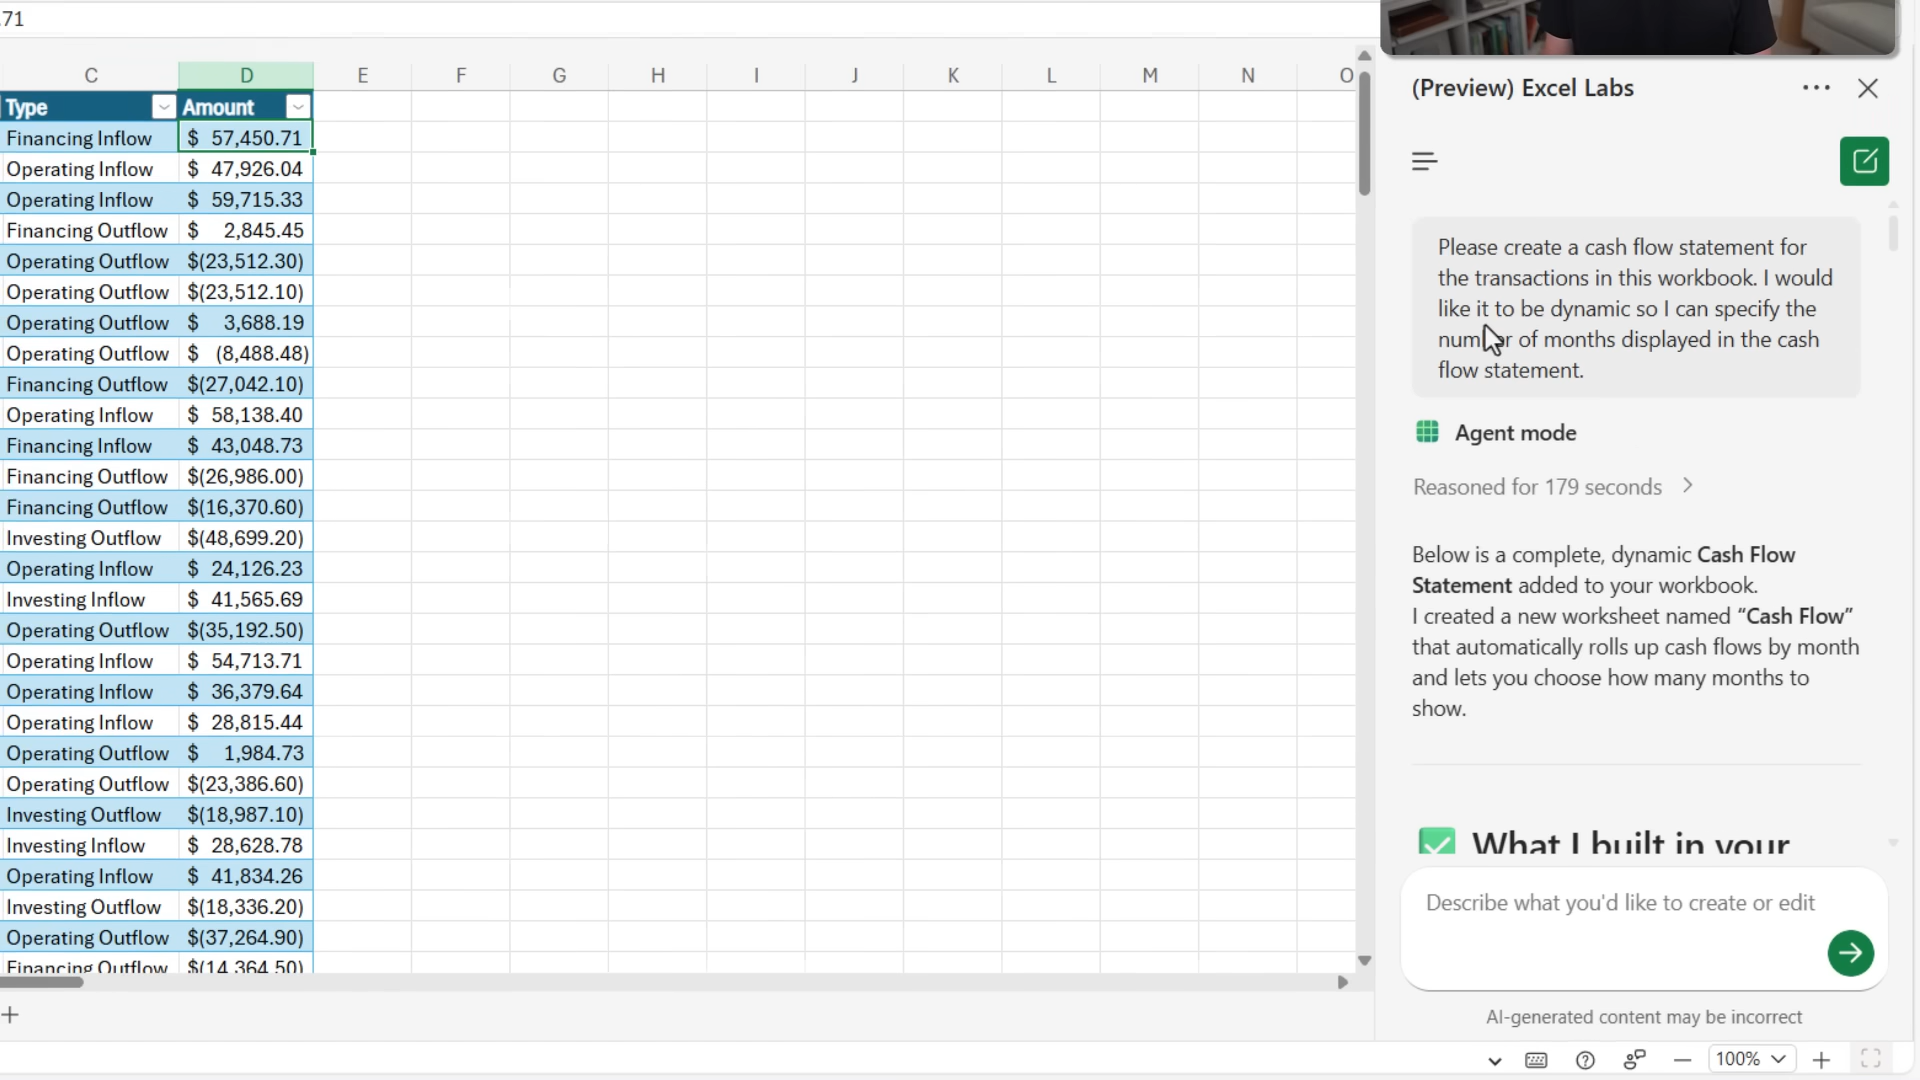 .71
C D E F G H I J K L M N O
Type Amount
Financing Inflow $ 57,450.71
Operating Inflow $ 47,926.04
Operating Inflow $ 59,715.33
Financing Outflow $ 2,845.45
Operating Outflow $(23,512.30)
Operating Outflow $(23,512.10)
Operating Outflow $ 3,688.19
Operating Outflow $ (8,488.48)
Financing Outflow $(27,042.10)
Operating Inflow $ 58,138.40
Financing Inflow $ 43,048.73
Financing Outflow $(26,986.00)
Financing Outflow $(16,370.60)
Investing Outflow $(48,699.20)
Operating Inflow $ 24,126.23
Investing Inflow $ 41,565.69
Operating Outflow $(35,192.50)
Operating Inflow $ 54,713.71
Operating Inflow $ 36,379.64
Operating Inflow $ 28,815.44
Operating Outflow $ 1,984.73
Operating Outflow $(23,386.60)
Investing Outflow $(18,987.10)
Investing Inflow $ 28,628.78
Operating Inflow $ 41,834.26
Investing Outflow $(18,336.20)
Operating Outflow $(37,264.90)
Financing Outflow $(14,364.50)
(Preview) Excel Labs
Please create a cash flow statement for
the transactions in this workbook. I would
like it to be dynamic so I can specify the
number of months displayed in the cash
flow statement.
Agent mode
Reasoned for 179 seconds
Below is a complete, dynamic Cash Flow
Statement added to your workbook.
I created a new worksheet named “Cash Flow”
that automatically rolls up cash flows by month
and lets you choose how many months to
show.
What I built in your
Describe what you'd like to create or edit
AI-generated content may be incorrect
100%